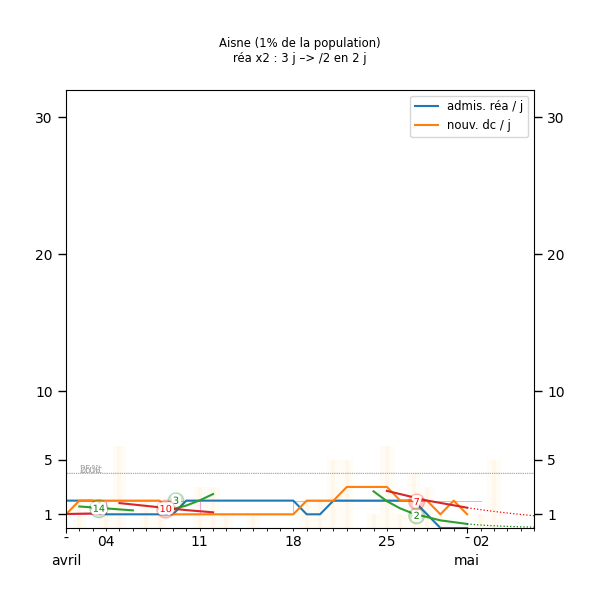 Aisne (1% de la population)
réa x2 : 3 j –> /2 en 2 j
admis. réa / j
nouv. dc / j
30 30
20 20
10 10
5 5
1 1
14 10 3 7 2
- 04 11 18 25 - 02
avril mai